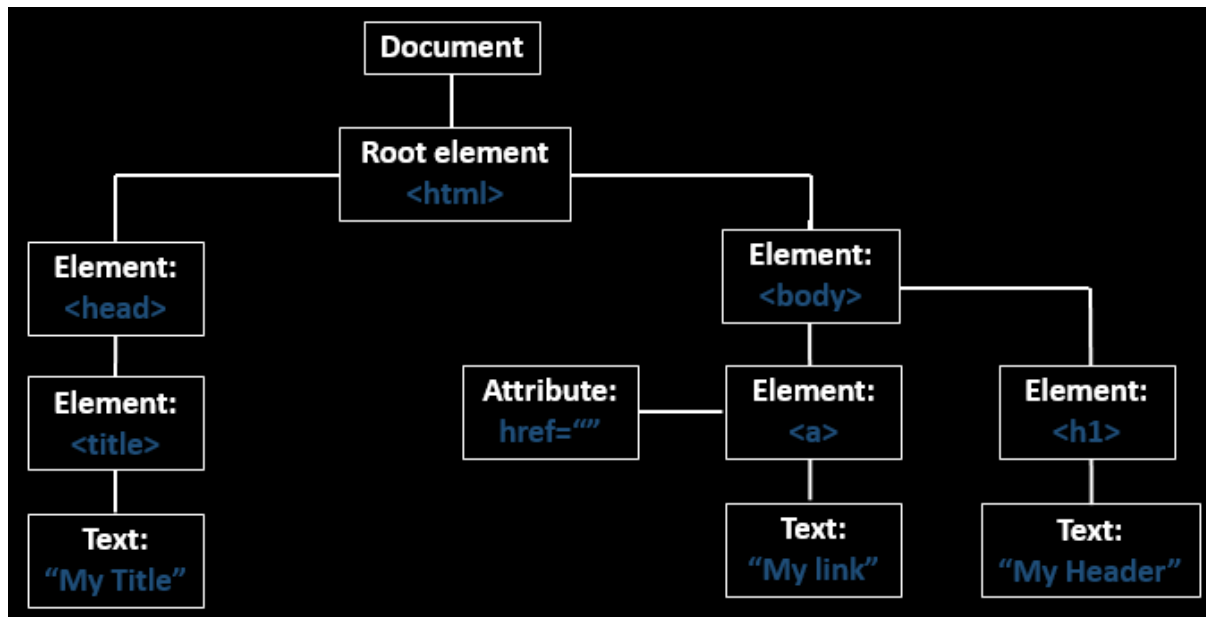 Document
Root element
<html>
Element:
<head>
Element:
<body>
Element:
<title>
Attribute:
href=“”
Element:
<a>
Element:
<h1>
Text:
“My Title”
Text:
“My link”
Text:
“My Header”